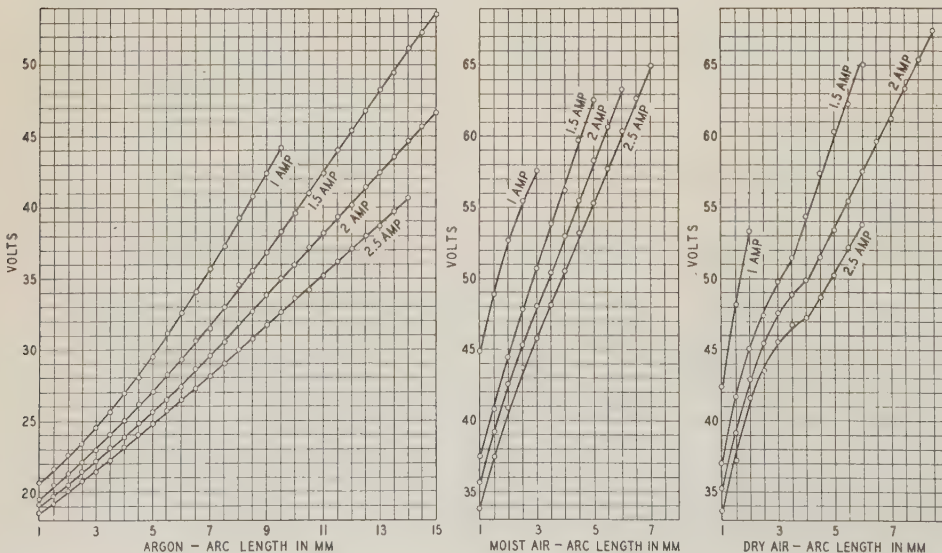 50
45
40
35
30
25
20
VOLTS
1 AMP
1.5 AMP
2 AMP
2.5 AMP
1 3 5 7 9 11 13 15
ARGON – ARC LENGTH IN MM
65
60
55
50
45
40
35
VOLTS
1 AMP
1.5 AMP
2 AMP
2.5 AMP
1 3 5 7
MOIST AIR – ARC LENGTH IN MM
65
60
55
50
45
40
35
VOLTS
1 AMP
1.5 AMP
2 AMP
2.5 AMP
1 3 5 7
DRY AIR – ARC LENGTH IN MM